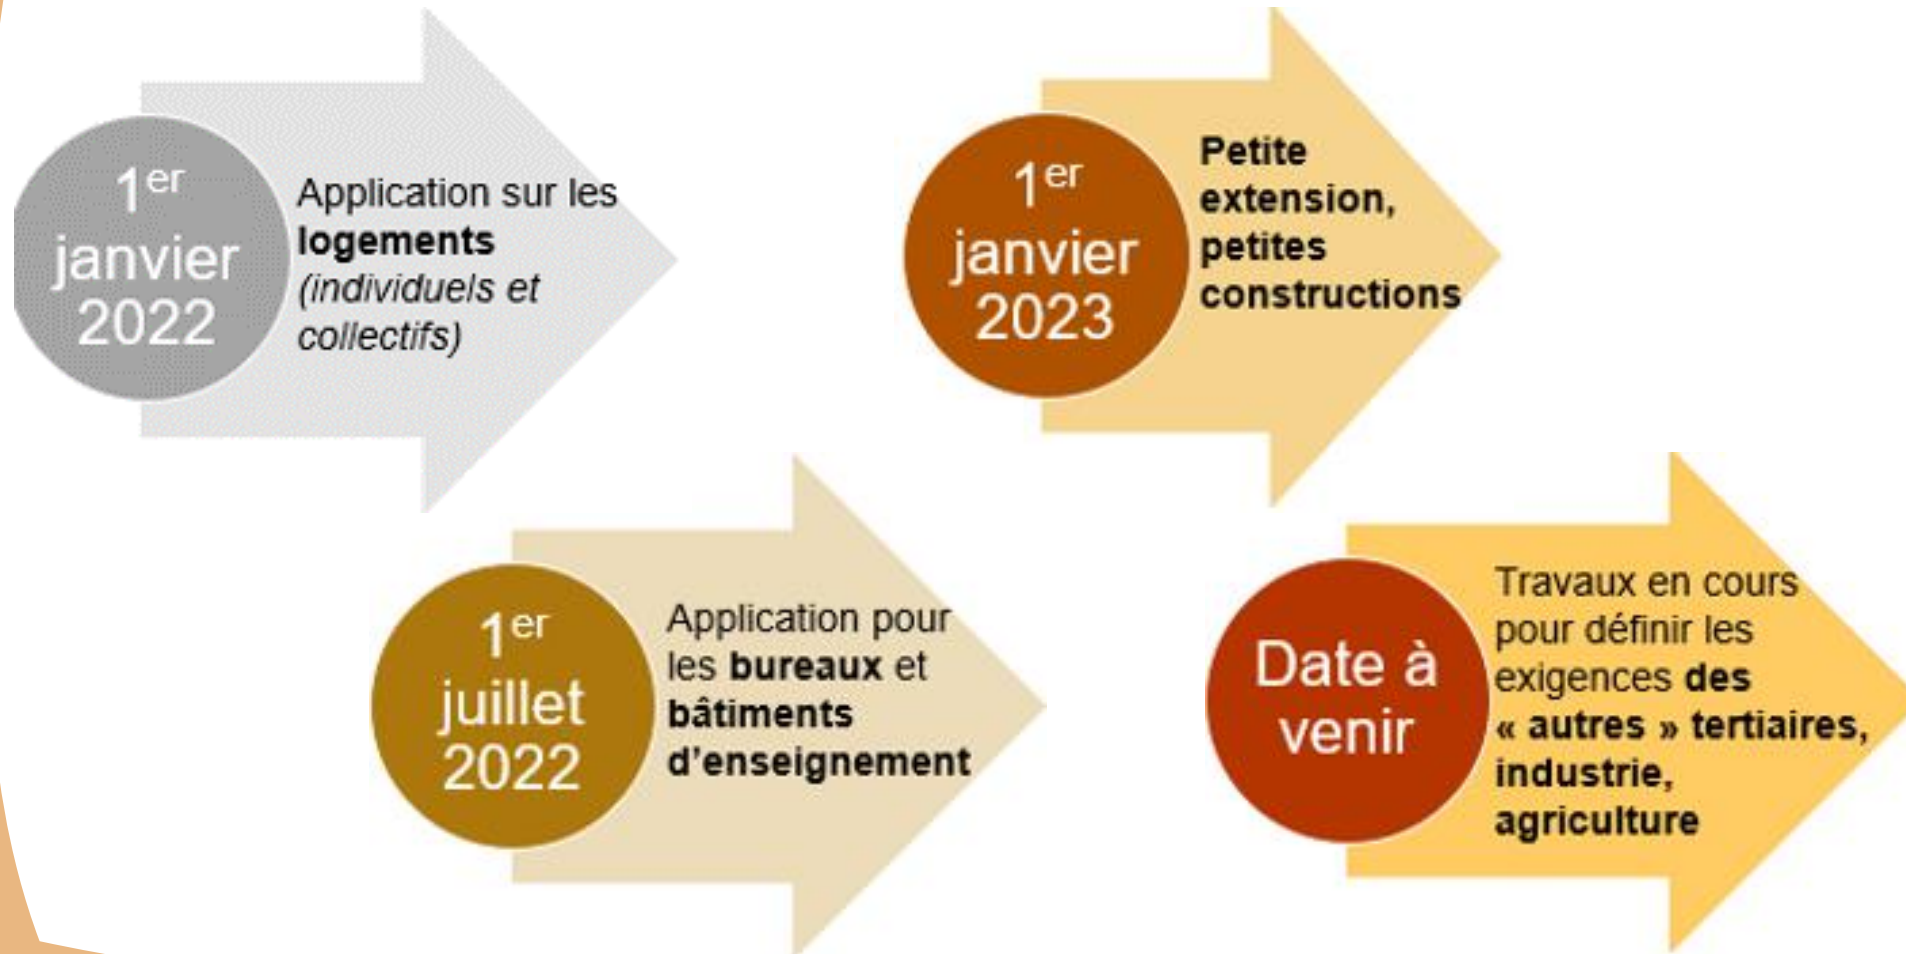 1er
janvier
2022
Application sur les
logements
(individuels et
collectifs)
1er
juillet
2022
Application pour
les bureaux et
bâtiments
d’enseignement
1er
janvier
2023
Petite
extension,
petites
constructions
Date à
venir
Travaux en cours
pour définir les
exigences des
« autres » tertiaires,
industrie,
agriculture